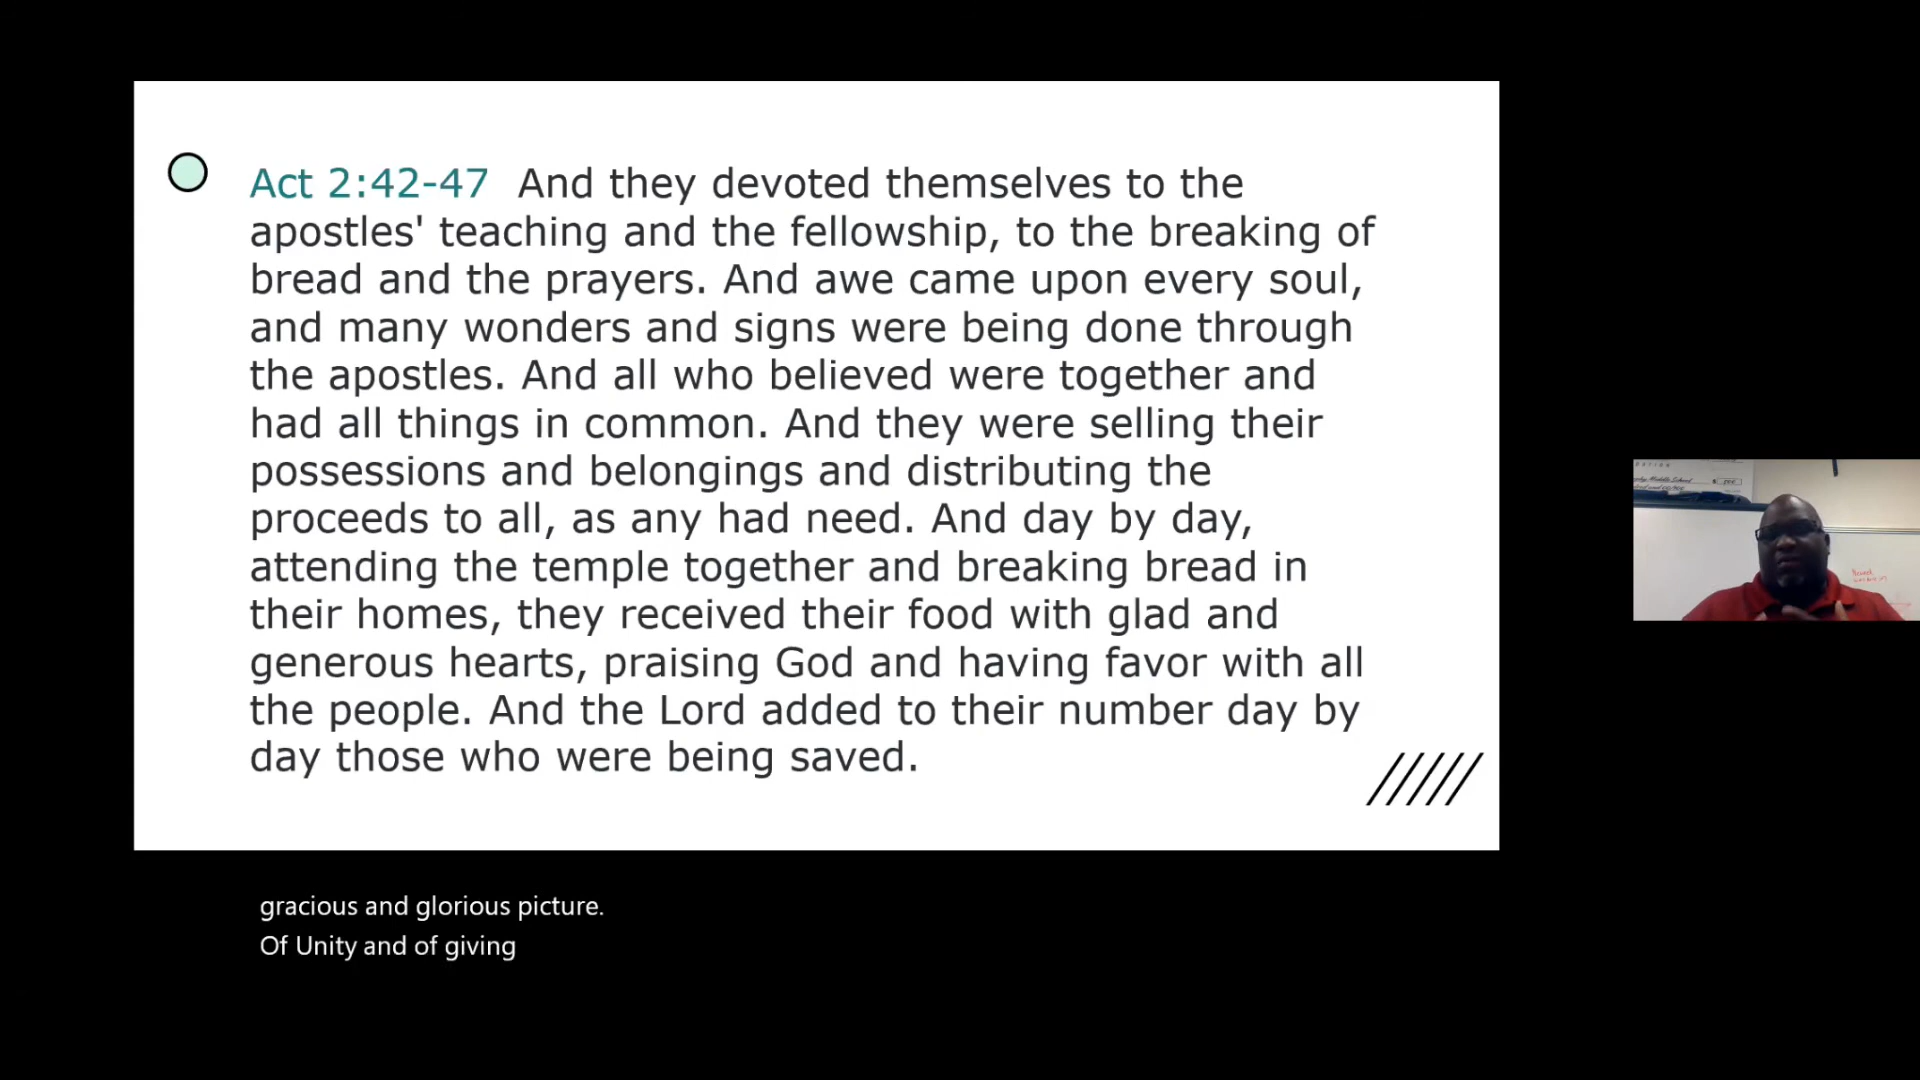 Act 2:42-47 And they devoted themselves to the
apostles' teaching and the fellowship, to the breaking of
bread and the prayers. And awe came upon every soul,
and many wonders and signs were being done through
the apostles. And all who believed were together and
had all things in common. And they were selling their
possessions and belongings and distributing the
proceeds to all, as any had need. And day by day,
attending the temple together and breaking bread in
their homes, they received their food with glad and
generous hearts, praising God and having favor with all
the people. And the Lord added to their number day by
day those who were being saved.
gracious and glorious picture.
Of Unity and of giving
Middle School